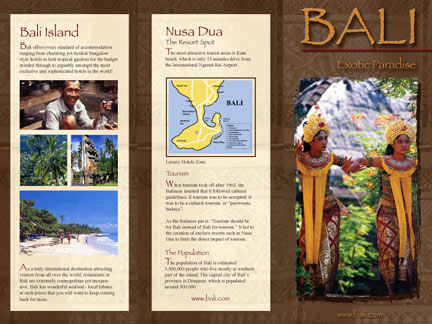 Bali Island
Bali offers every standard of accommodation
ranging from charming yet modest bungalow
style hotels in lush tropical gardens for the budget
minded through to arguably amongst the most
exclusive and sophisticated hotels in the world!
As a truly international destination attracting
visitors from all over the world, restaurants in
Bali are extremely cosmopolitan yet inexpen-
sive. Bali has wonderful seafood - local lobster
at such prices that you will want to keep coming
back for more.
Nusa Dua
The Resort Spot
The most attractive tourist areas is Kuta
beach, which is only 15 minutes drive from
the International Ngurah Rai Airport.
BALI
Luxury Hotels Zone
Tourism
When tourism took off after 1965, the
Balinese insisted that it followed cultural
guidelines: if tourism was to be accepted, it
was to be a cultural tourism, or "pariwisata
budaya".
As the Balinese put it: "Tourism should be
for Bali instead of Bali for tourism." It led to
the creation of enclave resorts such as Nusa
Dua to limit the direct impact of tourism.
The Population
The population of Bali is estimated
3,500,000 people who live mostly at southern
part of the island. The capital city of Bali's
province is Denpasar, which is populated
around 500,000.
www.bali.com
BALI
Exotic Paradise
www.bali.com